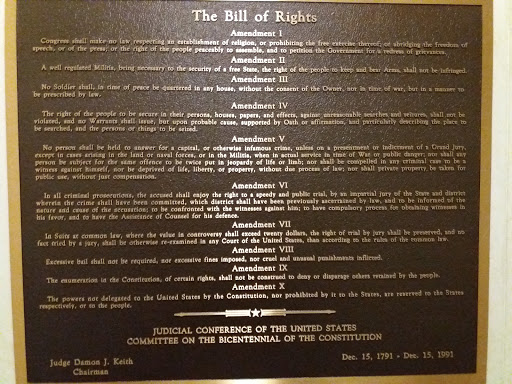 The Bill of Rights
Amendment I
Congress shall make no law respecting an establishment of religion, or prohibiting the free exercise thereof; or abridging the freedom of
speech, or of the press; or the right of the people peaceably to assemble, and to petition the Government for a redress of grievances.
Amendment II
A well regulated Militia, being necessary to the security of a free State, the right of the people to keep and bear Arms, shall not be infringed.
Amendment III
No Soldier shall, in time of peace be quartered in any house, without the consent of the Owner, nor in time of war, but in a manner to
be prescribed by law.
Amendment IV
The right of the people to be secure in their persons, houses, papers, and effects, against unreasonable searches and seizures, shall not be
violated, and no Warrants shall issue, but upon probable cause, supported by Oath or affirmation, and particularly describing the place to
be searched, and the persons or things to be seized.
Amendment V
No person shall be held to answer for a capital, or otherwise infamous crime, unless on a presentment or indictment of a Grand Jury,
except in cases arising in the land or naval forces, or in the Militia, when in actual service in time of War or public danger; nor shall any
person be subject for the same offence to be twice put in jeopardy of life or limb; nor shall be compelled in any criminal case to be a
witness against himself, nor be deprived of life, liberty, or property, without due process of law; nor shall private property be taken for
public use, without just compensation.
Amendment VI
In all criminal prosecutions, the accused shall enjoy the right to a speedy and public trial, by an impartial jury of the State and district
wherein the crime shall have been committed, which district shall have been previously ascertained by law, and to be informed of the
nature and cause of the accusation; to be confronted with the witnesses against him; to have compulsory process for obtaining witnesses in
his favor, and to have the Assistance of Counsel for his defence.
Amendment VII
In Suits at common law, where the value in controversy shall exceed twenty dollars, the right of trial by jury shall be preserved, and no
fact tried by a jury, shall be otherwise re-examined in any Court of the United States, than according to the rules of the common law.
Amendment VIII
Excessive bail shall not be required, nor excessive fines imposed, nor cruel and unusual punishments inflicted.
Amendment IX
The enumeration in the Constitution, of certain rights, shall not be construed to deny or disparage others retained by the people.
Amendment X
The powers not delegated to the United States by the Constitution, nor prohibited by it to the States, are reserved to the States
respectively, or to the people.
JUDICIAL CONFERENCE OF THE UNITED STATES
COMMITTEE ON THE BICENTENNIAL OF THE CONSTITUTION
Judge Damon J. Keith
Chairman
Dec. 15, 1791 - Dec. 15, 1991